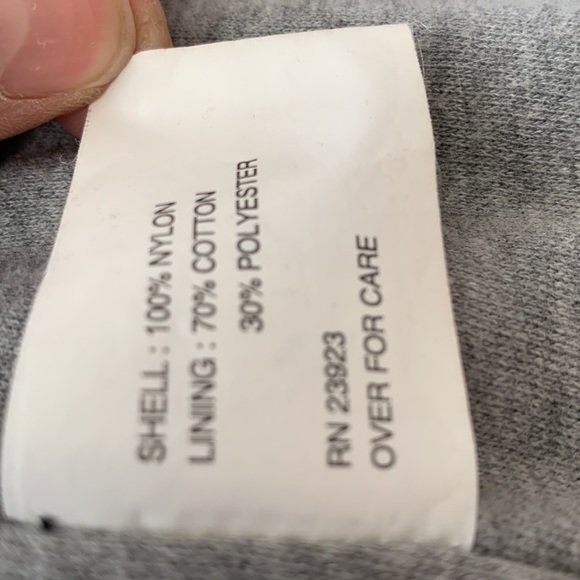 SHELL : 100% NYLON
LINING : 70% COTTON
30% POLYESTER
RN 23923
OVER FOR CARE